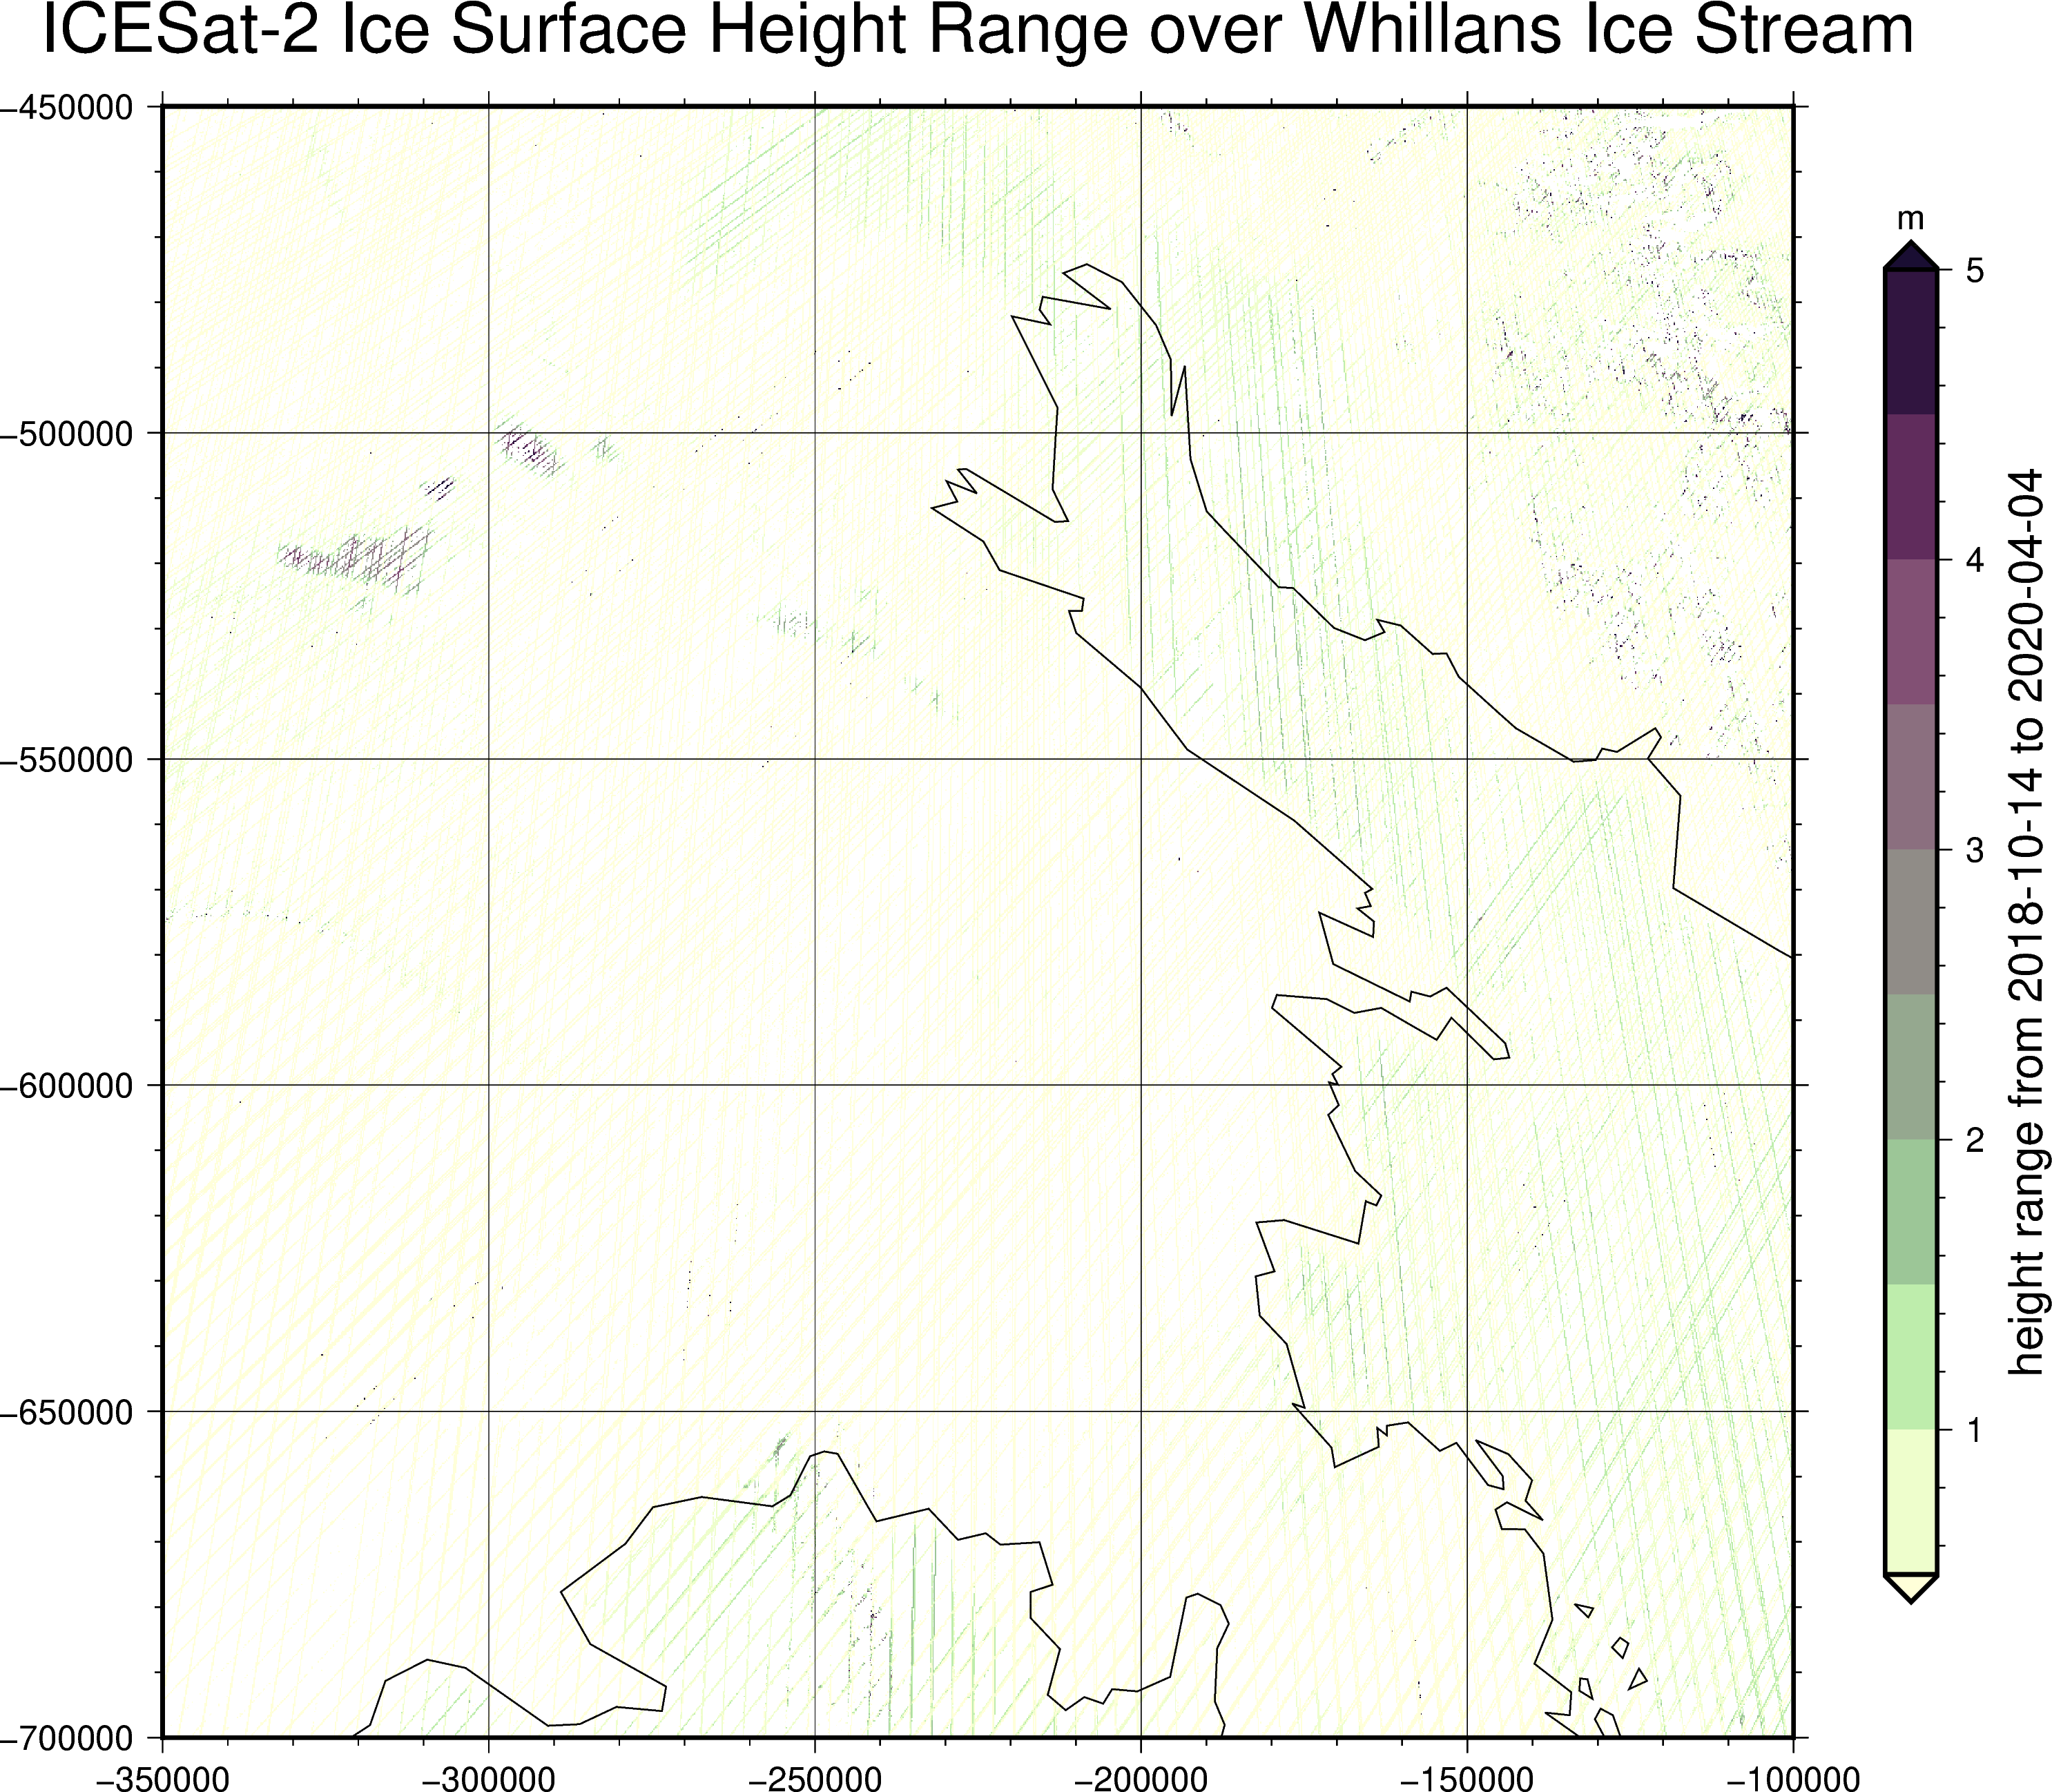 ICESat-2 Ice Surface Height Range over Whillans Ice Stream
−450000
−500000
−550000
−600000
−650000
−700000
−350000 −300000 −250000 −200000 −150000 −100000
m
5
4
3
2
1
height range from 2018-10-14 to 2020-04-04